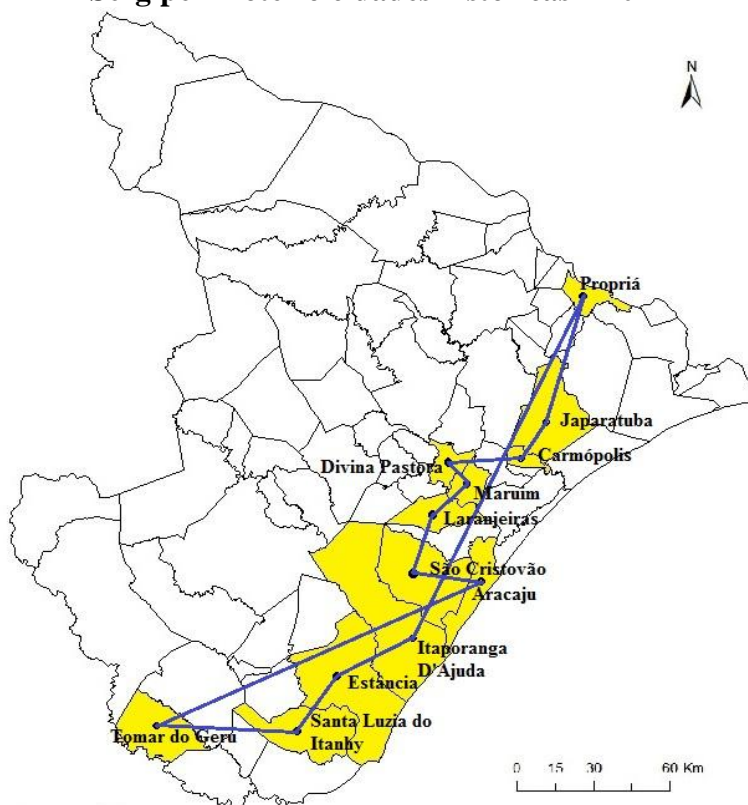 N
Propriá
Japaratuba
Carmópolis
Divina Pastora
Maruim
Laranjeiras
São Cristovão
Aracaju
Itaporanga
D'Ajuda
Estância
Santa Luzia do
Itanhy
Tomar do Geru
0 15 30 60 Km